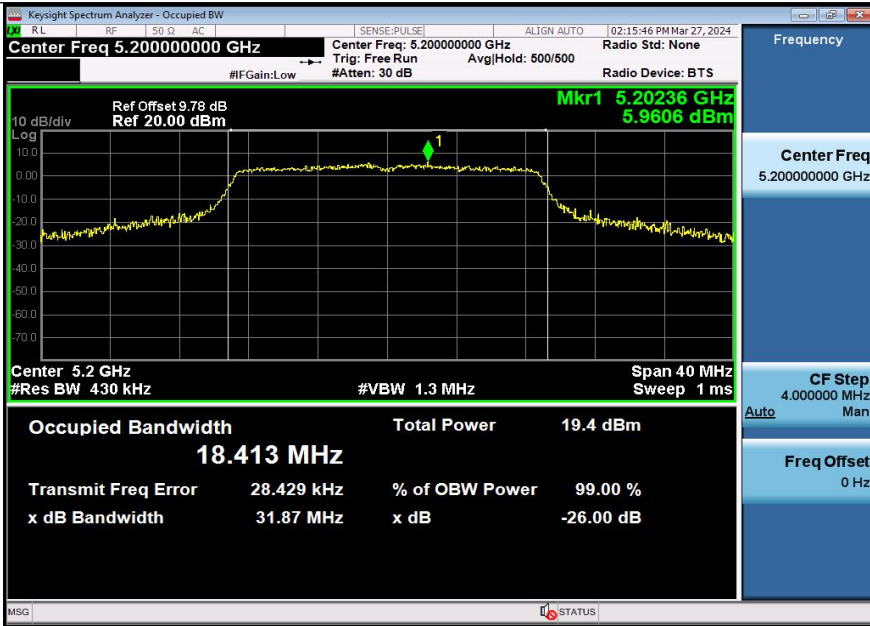 Keysight Spectrum Analyzer - Occupied BW
LXI RL RF 50 Ω AC SENSE:PULSE ALIGN AUTO 02:15:46 PM Mar 27, 2024
Center Freq 5.200000000 GHz
Center Freq: 5.200000000 GHz
Radio Std: None
Trig: Free Run Avg|Hold: 500/500
#IFGain:Low
#Atten: 30 dB
Radio Device: BTS
Ref Offset 9.78 dB
Mkr1 5.20236 GHz
10 dB/div
Ref 20.00 dBm
5.9606 dBm
Log
1
10.0
0.00
-10.0
-20.0
-30.0
-40.0
-50.0
-60.0
-70.0
Center 5.2 GHz
Span 40 MHz
#Res BW 430 kHz
#VBW 1.3 MHz
Sweep 1 ms
Occupied Bandwidth
Total Power 19.4 dBm
18.413 MHz
Transmit Freq Error 28.429 kHz
% of OBW Power 99.00 %
x dB Bandwidth 31.87 MHz
x dB -26.00 dB
MSG
STATUS
Frequency
Center Freq
5.200000000 GHz
CF Step
4.000000 MHz
Auto Man
Freq Offset
0 Hz